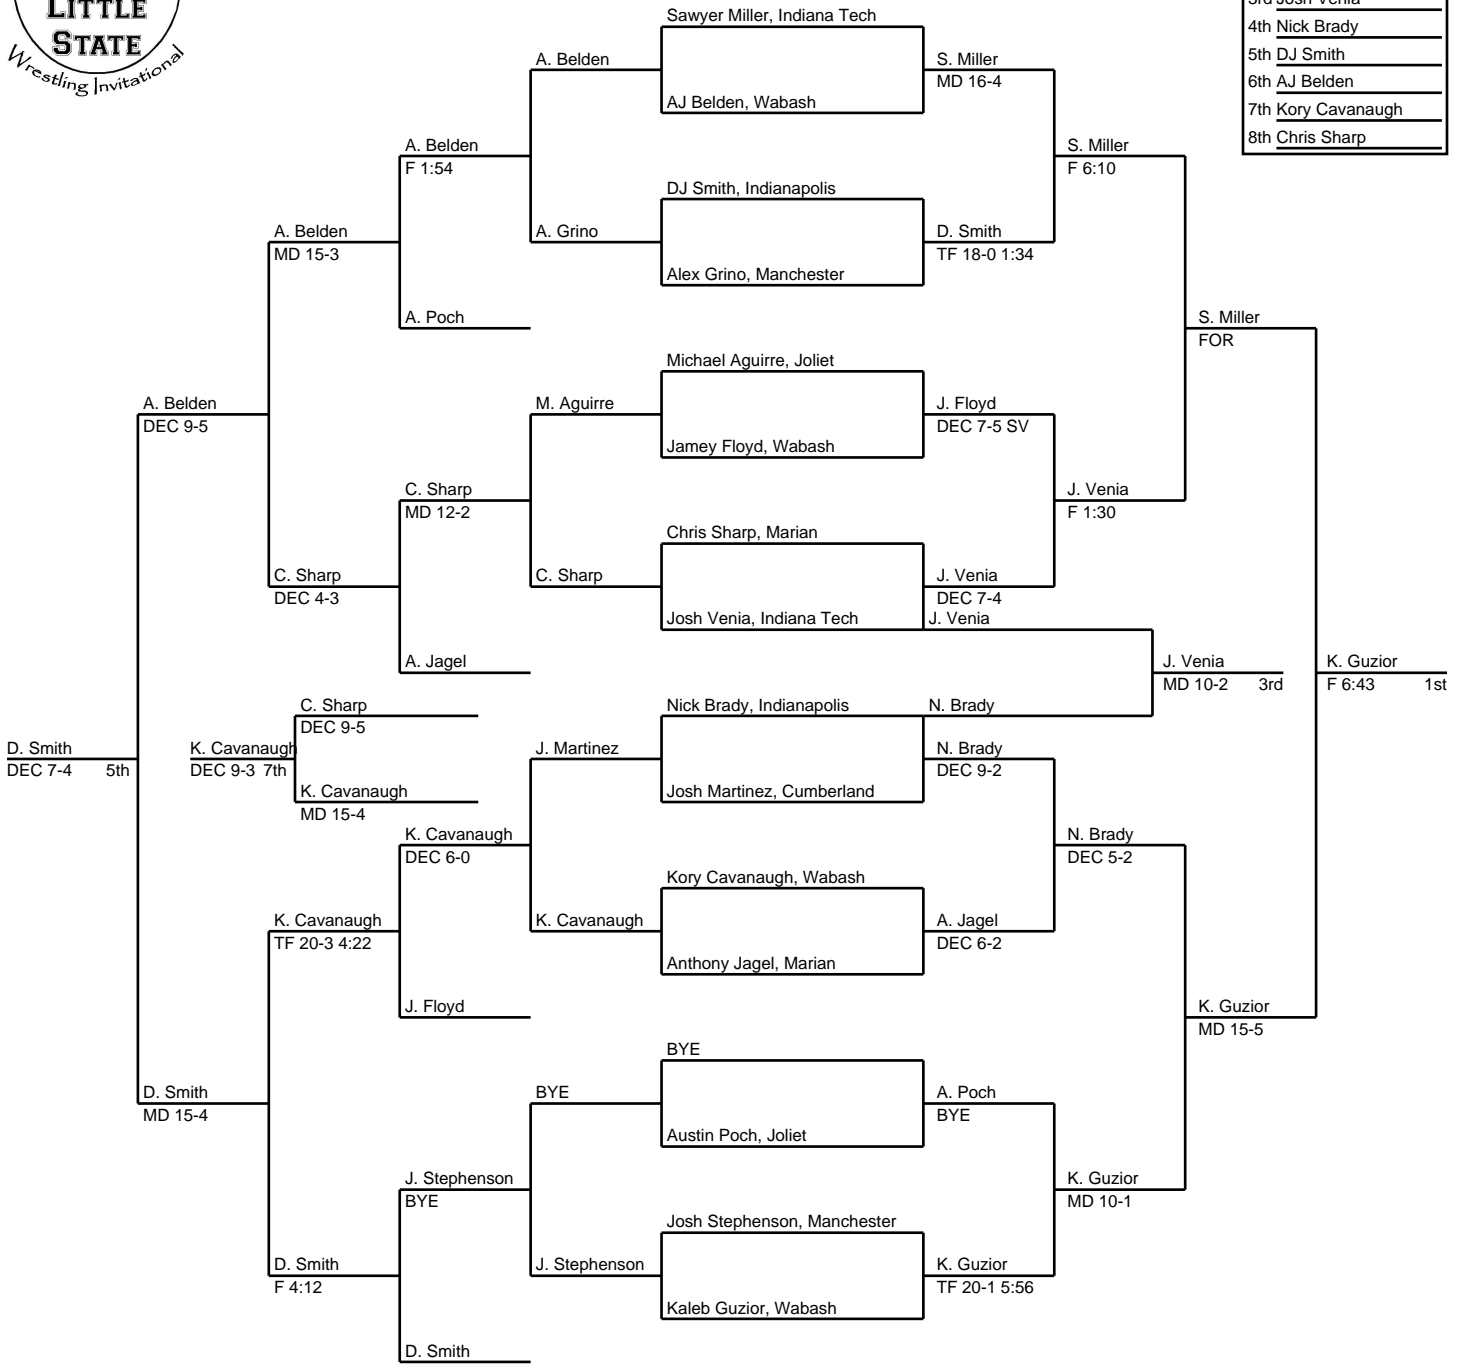 LITTLE
STATE
Wrestling Invitational
4th Nick Brady
5th DJ Smith
6th AJ Belden
7th Kory Cavanaugh
8th Chris Sharp
Sawyer Miller, Indiana Tech
A. Belden
S. Miller
MD 16-4
AJ Belden, Wabash
A. Belden
F 1:54
S. Miller
F 6:10
DJ Smith, Indianapolis
A. Belden
MD 15-3
A. Grino
D. Smith
TF 18-0 1:34
Alex Grino, Manchester
A. Poch
S. Miller
FOR
Michael Aguirre, Joliet
A. Belden
DEC 9-5
M. Aguirre
J. Floyd
DEC 7-5 SV
Jamey Floyd, Wabash
C. Sharp
MD 12-2
J. Venia
F 1:30
Chris Sharp, Marian
C. Sharp
DEC 4-3
C. Sharp
J. Venia
DEC 7-4
Josh Venia, Indiana Tech
J. Venia
A. Jagel
J. Venia
MD 10-2 3rd
K. Guzior
F 6:43 1st
C. Sharp
DEC 9-5
Nick Brady, Indianapolis
N. Brady
D. Smith
DEC 7-4 5th
K. Cavanaugh
DEC 9-3 7th
J. Martinez
N. Brady
DEC 9-2
K. Cavanaugh
MD 15-4
Josh Martinez, Cumberland
K. Cavanaugh
DEC 6-0
N. Brady
DEC 5-2
Kory Cavanaugh, Wabash
K. Cavanaugh
TF 20-3 4:22
K. Cavanaugh
A. Jagel
DEC 6-2
Anthony Jagel, Marian
J. Floyd
K. Guzior
MD 15-5
BYE
D. Smith
MD 15-4
BYE
A. Poch
BYE
Austin Poch, Joliet
J. Stephenson
BYE
K. Guzior
MD 10-1
Josh Stephenson, Manchester
D. Smith
F 4:12
J. Stephenson
K. Guzior
TF 20-1 5:56
Kaleb Guzior, Wabash
D. Smith